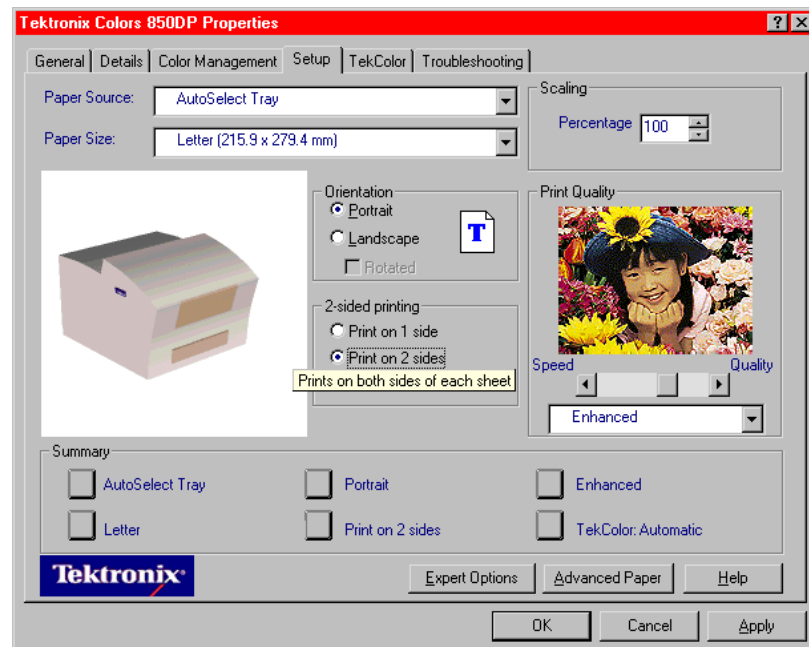 Tektronix Colors 850DP Properties
General Details Color Management Setup TekColor Troubleshooting
Paper Source: AutoSelect Tray
Paper Size: Letter (215.9 x 279.4 mm)
Scaling
Percentage 100
Orientation
Portrait
Landscape
Rotated
T
2-sided printing
Print on 1 side
Print on 2 sides
Prints on both sides of each sheet
Print Quality
Speed Quality
Enhanced
Summary
AutoSelect Tray Portrait Enhanced
Letter Print on 2 sides TekColor: Automatic
Tektronix
Expert Options Advanced Paper Help
OK Cancel Apply